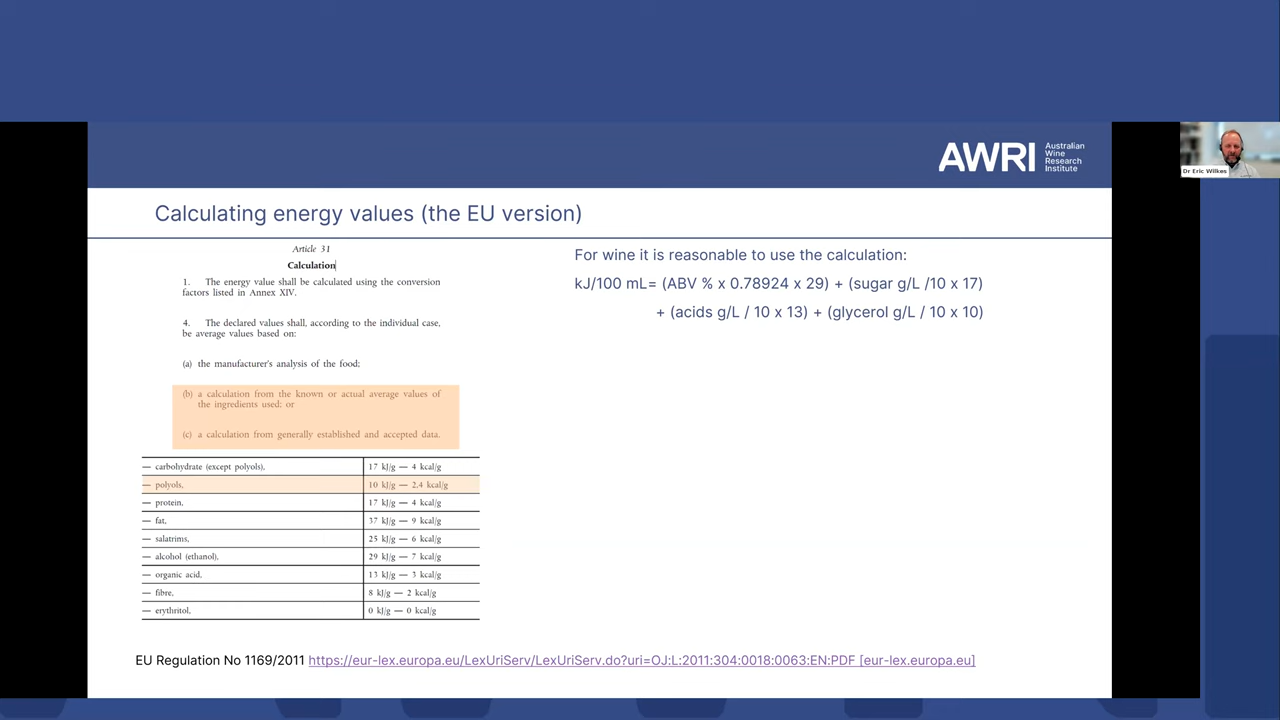 AWRI
Australian
Wine
Research
Institute
Dr Eric Wilkes
Calculating energy values (the EU version)
Article 31
Calculation
1. The energy value shall be calculated using the conversion
factors listed in Annex XIV.
4. The declared values shall, according to the individual case,
be average values based on:
(a) the manufacturer's analysis of the food;
(b) a calculation from the known or actual average values of
the ingredients used; or
(c) a calculation from generally established and accepted data.
— carbohydrate (except polyols), 17 kJ/g — 4 kcal/g
— polyols, 10 kJ/g — 2,4 kcal/g
— protein, 17 kJ/g — 4 kcal/g
— fat, 37 kJ/g — 9 kcal/g
— salatrims, 25 kJ/g — 6 kcal/g
— alcohol (ethanol), 29 kJ/g — 7 kcal/g
— organic acid, 13 kJ/g — 3 kcal/g
— fibre, 8 kJ/g — 2 kcal/g
— erythritol, 0 kJ/g — 0 kcal/g
For wine it is reasonable to use the calculation:
kJ/100 mL= (ABV % x 0.78924 x 29) + (sugar g/L /10 x 17)
+ (acids g/L / 10 x 13) + (glycerol g/L / 10 x 10)
EU Regulation No 1169/2011 https://eur-lex.europa.eu/LexUriServ/LexUriServ.do?uri=OJ:L:2011:304:0018:0063:EN:PDF [eur-lex.europa.eu]